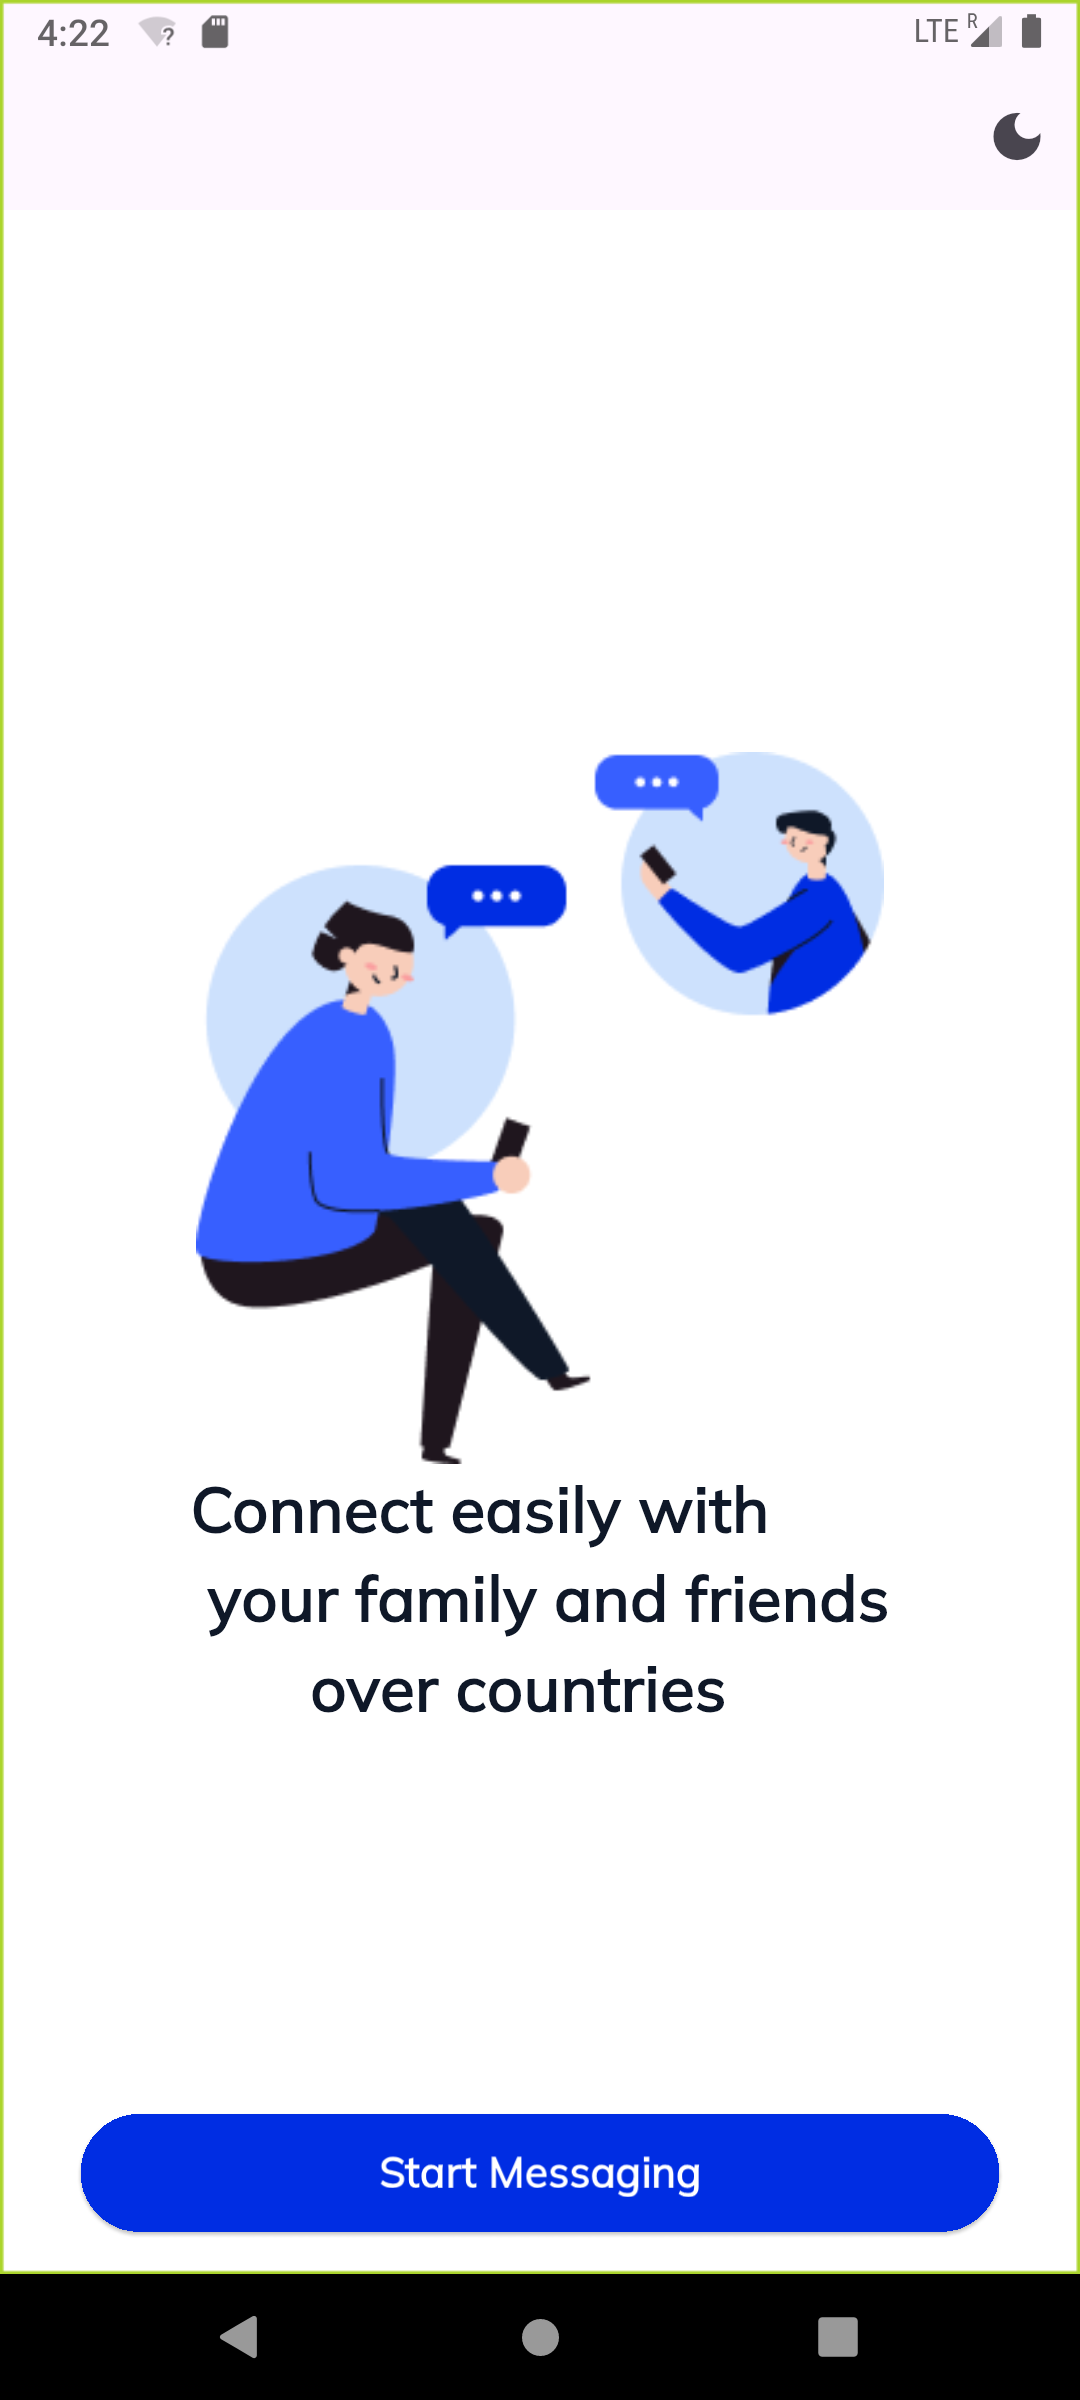 4:22 ? LTE R
Connect easily with
your family and friends
over countries
Start Messaging